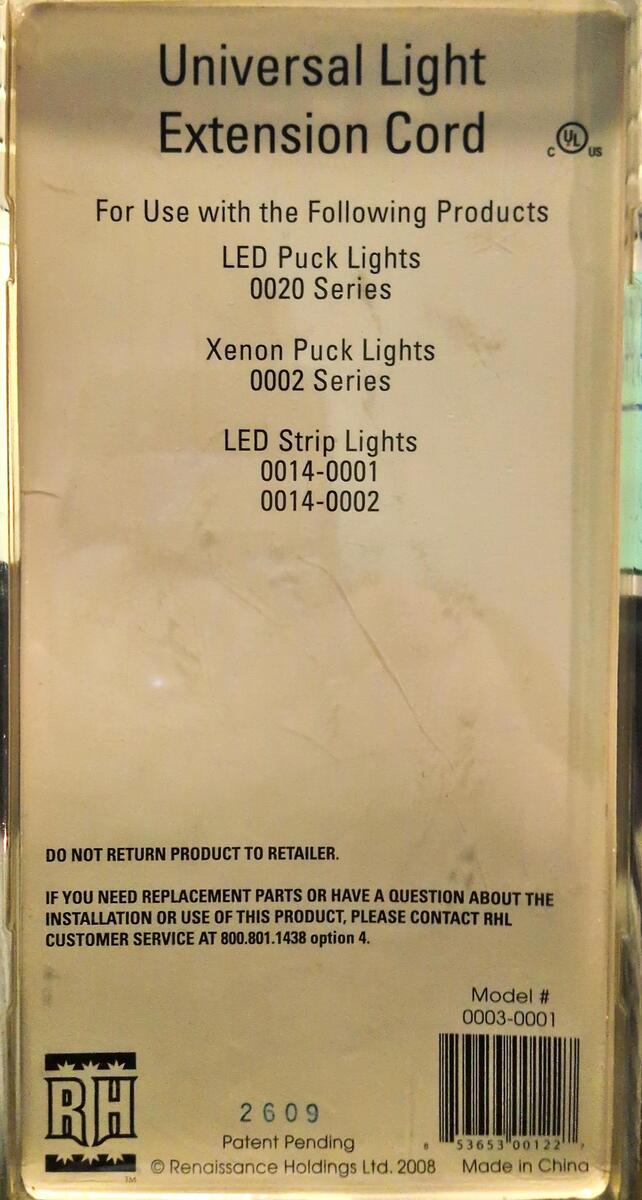 Universal Light
Extension Cord
C UL US
For Use with the Following Products
LED Puck Lights
0020 Series
Xenon Puck Lights
0002 Series
LED Strip Lights
0014-0001
0014-0002
DO NOT RETURN PRODUCT TO RETAILER.
IF YOU NEED REPLACEMENT PARTS OR HAVE A QUESTION ABOUT THE
INSTALLATION OR USE OF THIS PRODUCT, PLEASE CONTACT RHL
CUSTOMER SERVICE AT 800.801.1438 option 4.
Model #
0003-0001
RH
TM
2609
Patent Pending
6 53653 00122 7
© Renaissance Holdings Ltd. 2008 Made in China